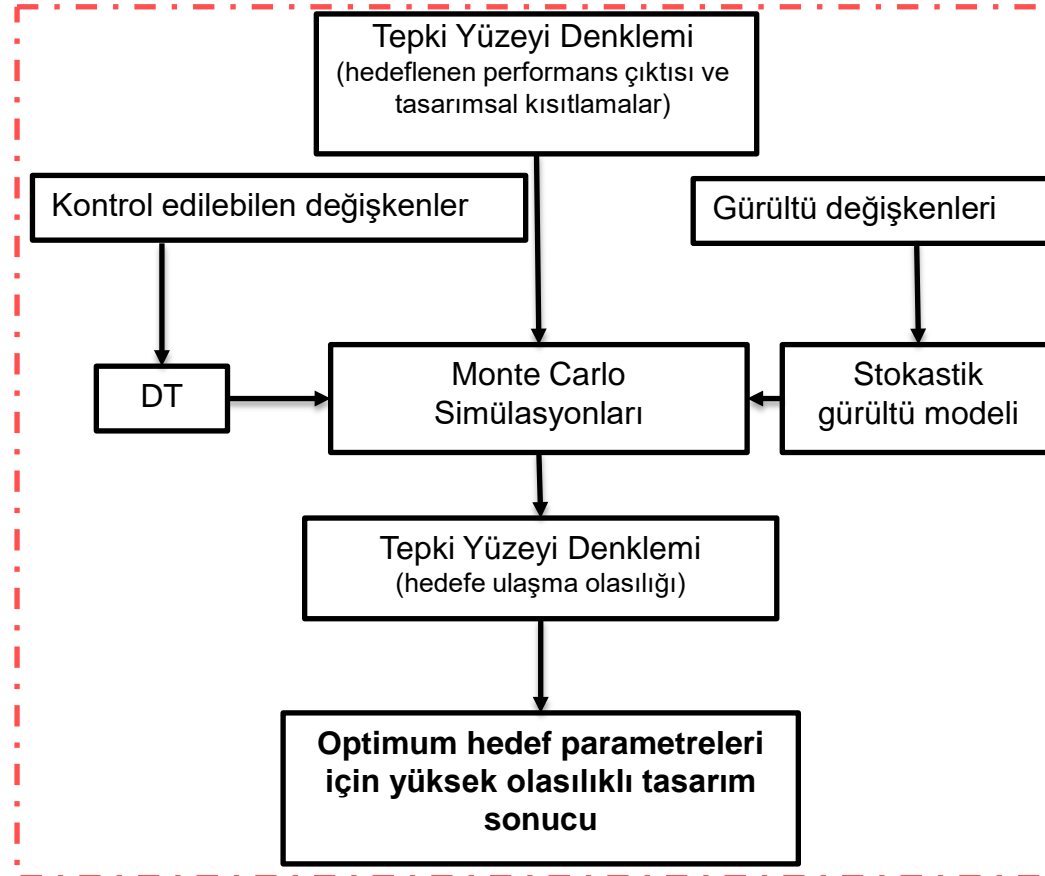 Tepki Yüzeyi Denklemi
(hedeflenen performans çıktısı ve
tasarımsal kısıtlamalar)
Kontrol edilebilen değişkenler
Gürültü değişkenleri
DT
Monte Carlo
Simülasyonları
Stokastik
gürültü modeli
Tepki Yüzeyi Denklemi
(hedefe ulaşma olasılığı)
Optimum hedef parametreleri
için yüksek olasılıklı tasarım
sonucu